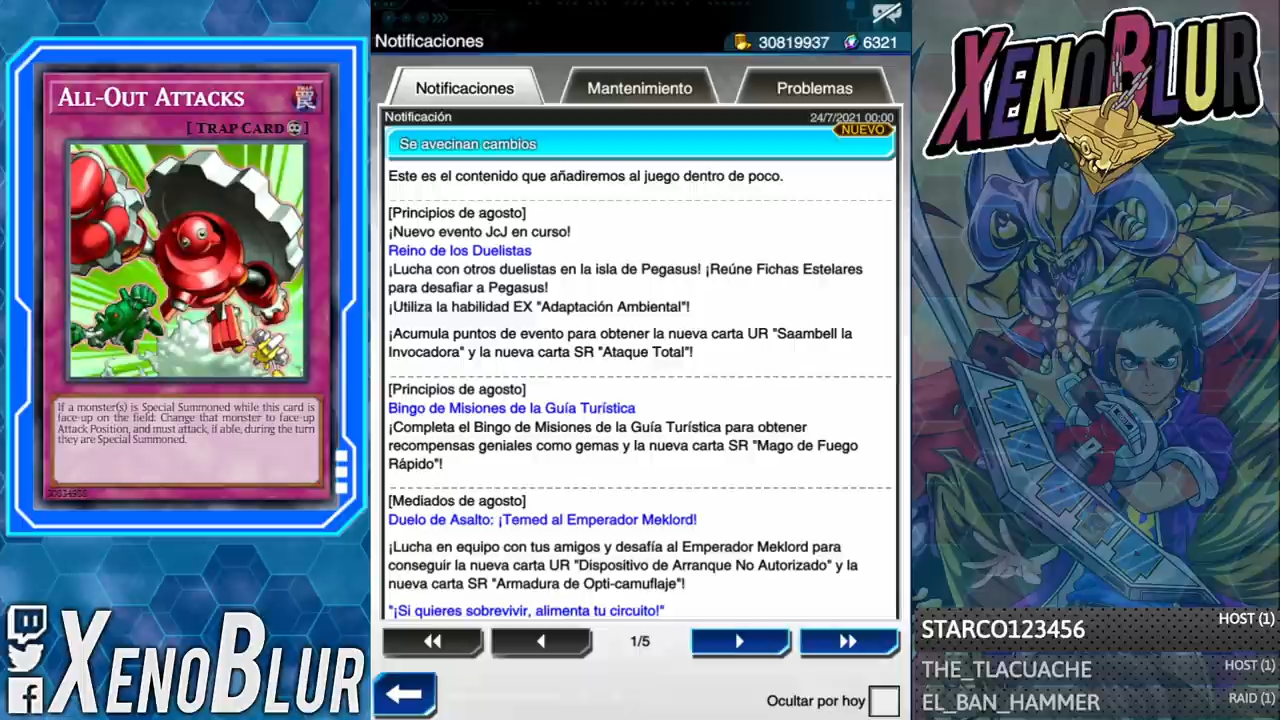 ALL-OUT ATTACKS
TRAP
罠
[ TRAP CARD ]
If a monster(s) is Special Summoned while this card is
face-up on the field: Change that monster to face-up
Attack Position, and must attack, if able, during the turn
they are Special Summoned.
XENOBLUR
Notificaciones
30819937
6321
Notificaciones
Mantenimiento
Problemas
Notificación
24/7/2021 00:00
NUEVO
Se avecinan cambios
Este es el contenido que añadiremos al juego dentro de poco.
[Principios de agosto]
¡Nuevo evento JcJ en curso!
Reino de los Duelistas
¡Lucha con otros duelistas en la isla de Pegasus! ¡Reúne Fichas Estelares
para desafiar a Pegasus!
¡Utiliza la habilidad EX "Adaptación Ambiental"!
¡Acumula puntos de evento para obtener la nueva carta UR "Saambell la
Invocadora" y la nueva carta SR "Ataque Total"!
[Principios de agosto]
Bingo de Misiones de la Guía Turística
¡Completa el Bingo de Misiones de la Guía Turística para obtener
recompensas geniales como gemas y la nueva carta SR "Mago de Fuego
Rápido"!
[Mediados de agosto]
Duelo de Asalto: ¡Temed al Emperador Meklord!
¡Lucha en equipo con tus amigos y desafía al Emperador Meklord para
conseguir la nueva carta UR "Dispositivo de Arranque No Autorizado" y la
nueva carta SR "Armadura de Opti-camuflaje"!
"¡Si quieres sobrevivir, alimenta tu circuito!"
1/5
Ocultar por hoy
XENOBLUR
STARCO123456
HOST (1)
THE_TLACUACHE
HOST (1)
EL_BAN_HAMMER
RAID (1)